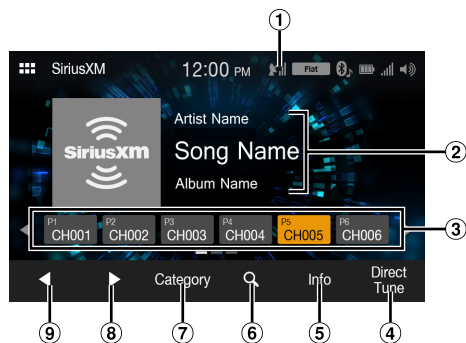 1
SiriusXM 12:00 PM Flat
Artist Name
Song Name
Album Name
siriusxm
2
P1 P2 P3 P4 P5 P6
CH001 CH002 CH003 CH004 CH005 CH006
3
Category Info Direct Tune
9 8 7 6 5 4